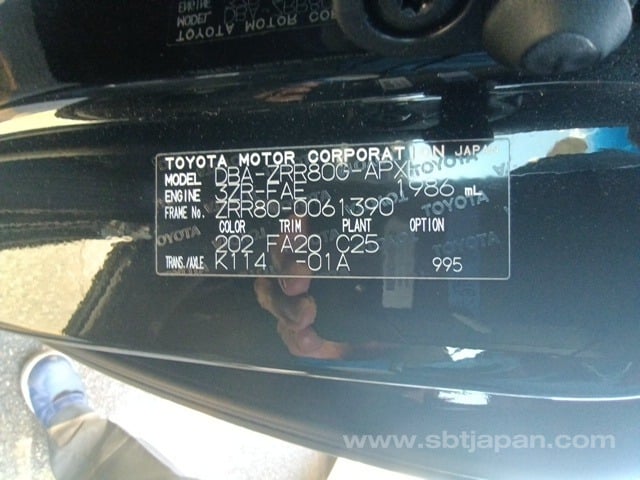 TOYOTA MOTOR CORPORATION JAPAN
MODEL DBA-ZRR80G-APX
ENGINE 3ZR-FAE 1986 mL
FRAME No. ZRR80-0061390
COLOR TRIM PLANT OPTION
202 FA20 C25
TRANS./AXLE K114 -01A 995
www.sbtjapan.com